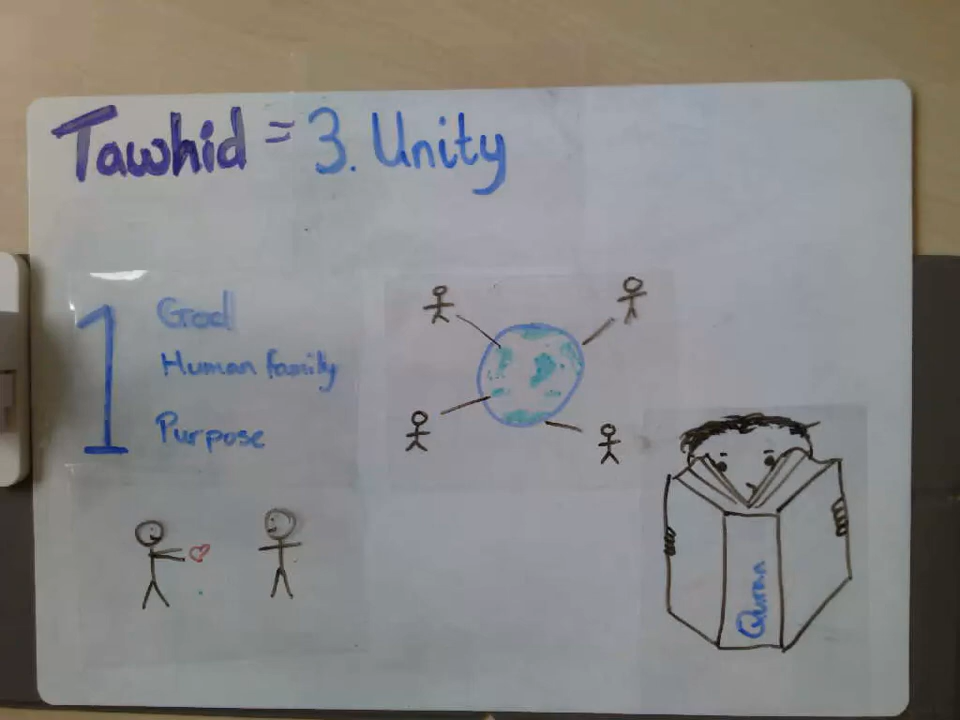 Tawhid = 3. Unity
1
God
Human family
Purpose
Quran